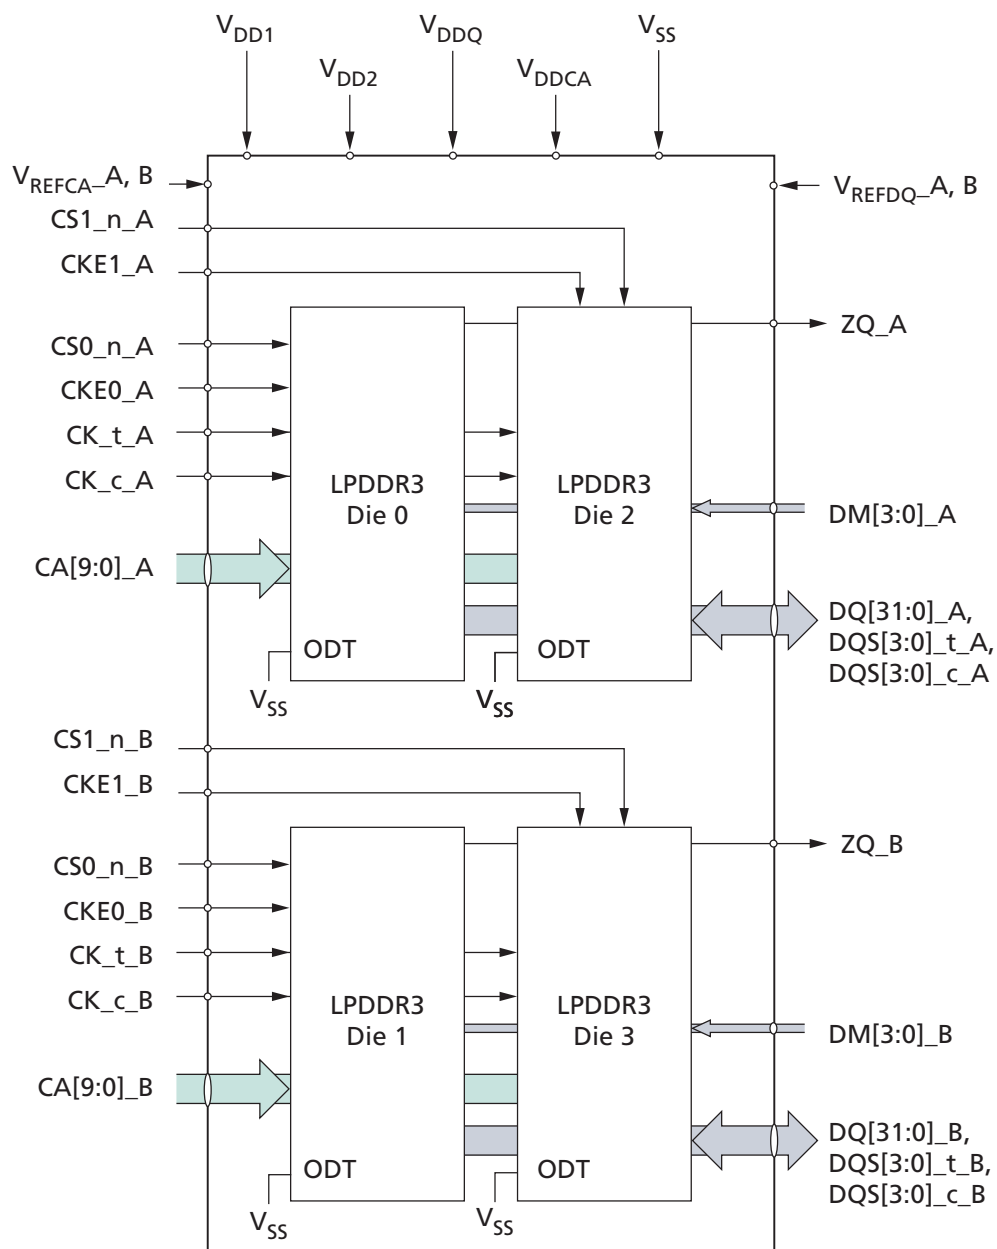 VDD1
VDDQ
VSS
VDD2
VDDCA
VREFCA_A, B
VREFDQ_A, B
CS1_n_A
CKE1_A
ZQ_A
CS0_n_A
CKE0_A
CK_t_A
CK_c_A
LPDDR3
Die 0
LPDDR3
Die 2
DM[3:0]_A
CA[9:0]_A
DQ[31:0]_A,
DQS[3:0]_t_A,
DQS[3:0]_c_A
ODT
ODT
VSS
VSS
CS1_n_B
CKE1_B
ZQ_B
CS0_n_B
CKE0_B
CK_t_B
CK_c_B
LPDDR3
Die 1
LPDDR3
Die 3
DM[3:0]_B
CA[9:0]_B
DQ[31:0]_B,
DQS[3:0]_t_B,
DQS[3:0]_c_B
ODT
ODT
VSS
VSS